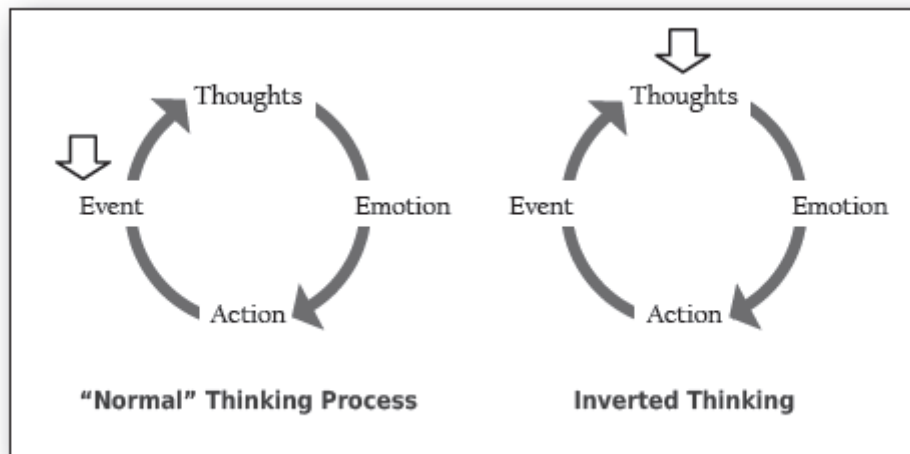 Thoughts
Event
Emotion
Action
“Normal” Thinking Process
Thoughts
Event
Emotion
Action
Inverted Thinking